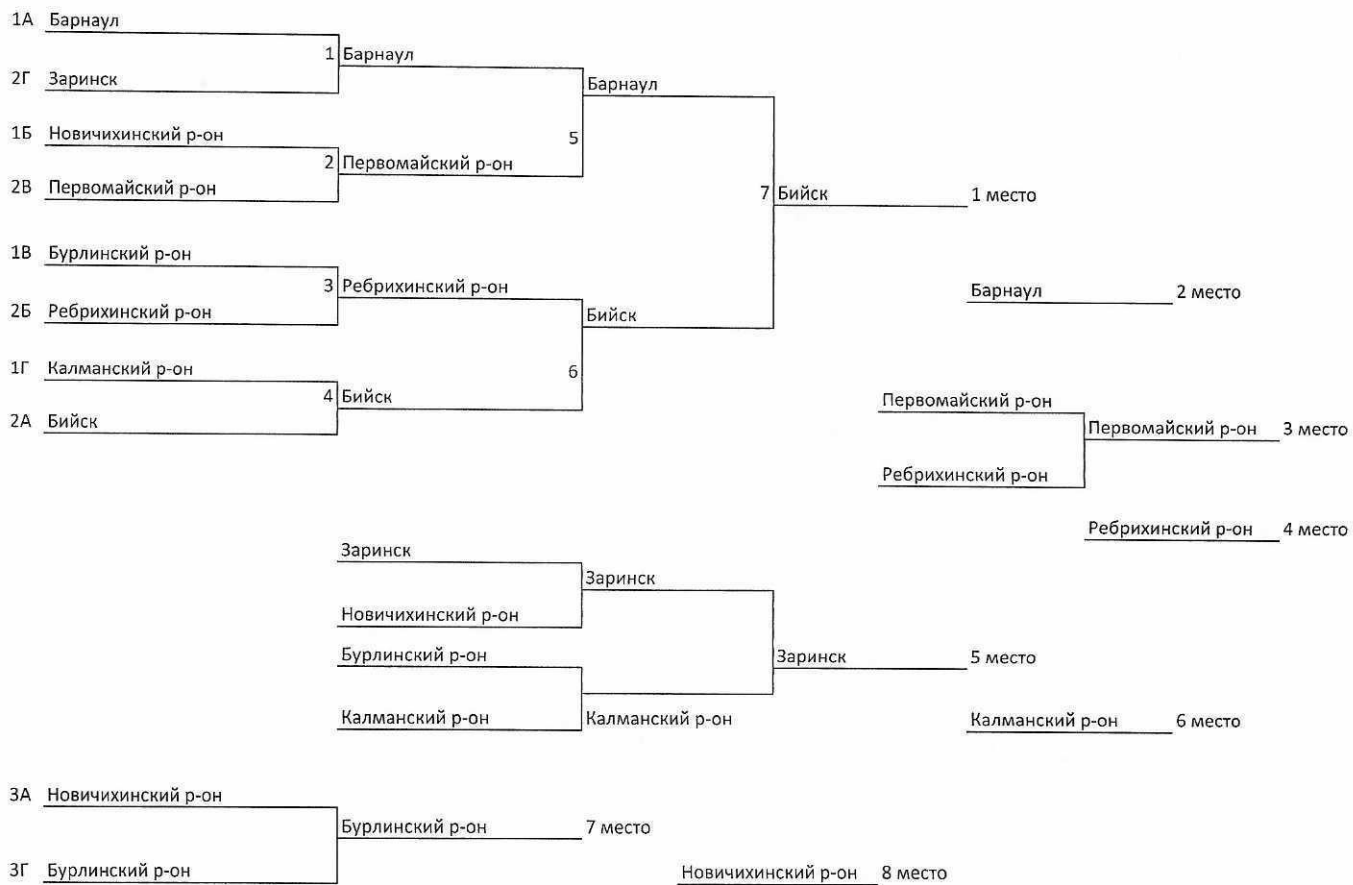 1А Барнаул
1 Барнаул
2Г Заринск
Барнаул
1Б Новичихинский р-он
5
2 Первомайский р-он
2В Первомайский р-он
7 Бийск 1 место
1В Бурлинский р-он
3 Ребрихинский р-он
Барнаул 2 место
2Б Ребрихинский р-он
Бийск
1Г Калманский р-он
6
4 Бийск
Первомайский р-он
2А Бийск
Первомайский р-он 3 место
Ребрихинский р-он
Ребрихинский р-он 4 место
Заринск
Заринск
Новичихинский р-он
Бурлинский р-он
Заринск 5 место
Калманский р-он
Калманский р-он
Калманский р-он 6 место
3А Новичихинский р-он
Бурлинский р-он 7 место
3Г Бурлинский р-он
Новичихинский р-он 8 место